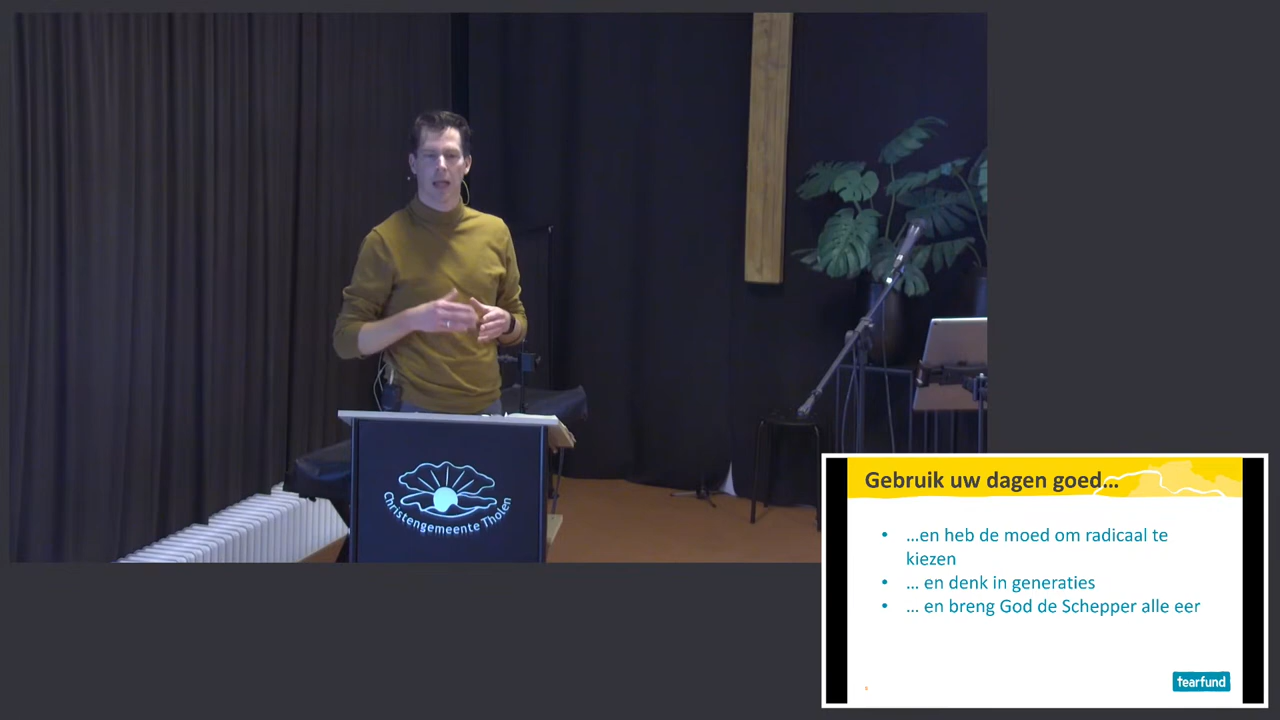 Christengemeente Tholen
Gebruik uw dagen goed...
• ...en heb de moed om radicaal te
kiezen
• ... en denk in generaties
• ... en breng God de Schepper alle eer
tearfund